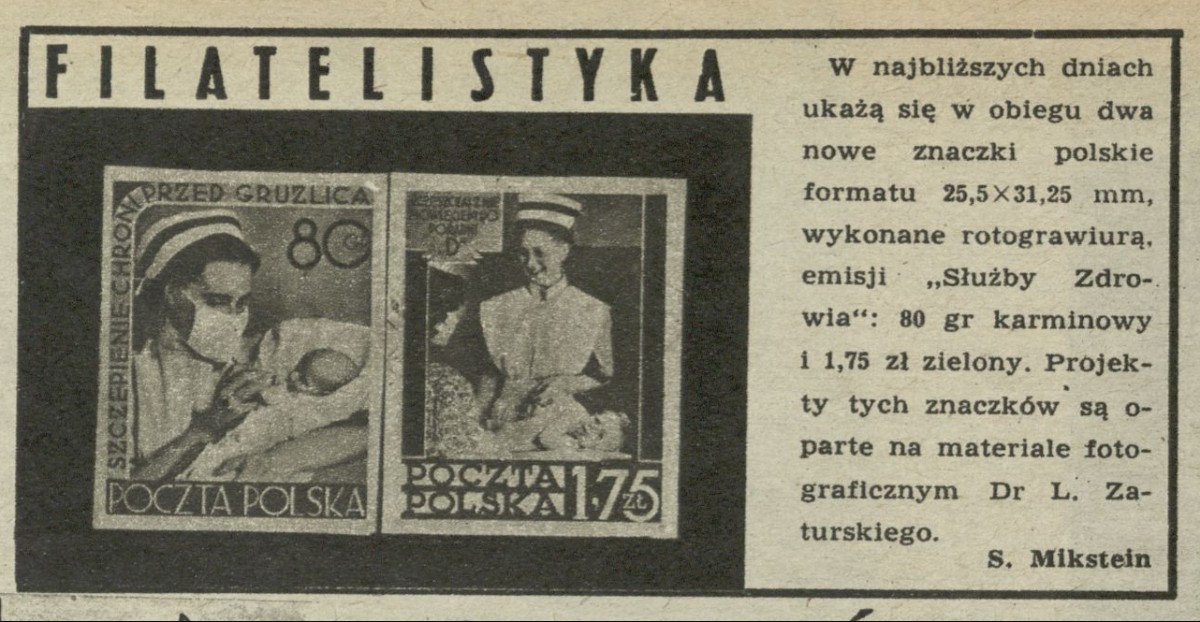 FILATELISTYKA
SZCZEPIENIE CHRONI PRZED GRUŹLICĄ
80 Gr
POCZTA POLSKA
"D"
POCZTA
POLSKA
1.75 ZŁ
W najbliższych dniach
ukażą się w obiegu dwa
nowe znaczki polskie
formatu 25,5×31,25 mm,
wykonane rotograwiurą,
emisji „Służby Zdro-
wia“: 80 gr karminowy
i 1,75 zł zielony. Projek-
ty tych znaczków są o-
parte na materiale foto-
graficznym Dr L. Za-
turskiego.
S. Mikstein